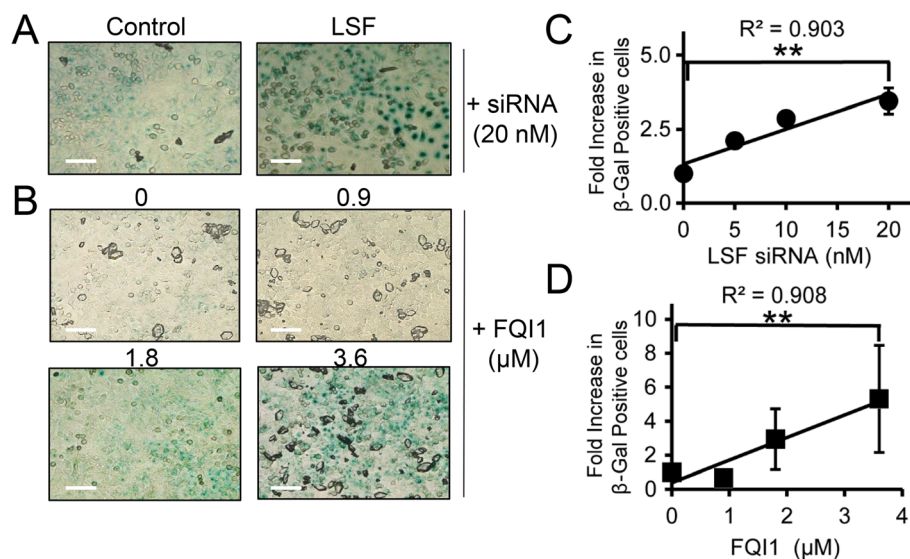 A
Control
LSF
+ siRNA
(20 nM)
B
0
0.9
1.8
3.6
+ FQI1
(µM)
C
R² = 0.903
**
5.0
2.5
0.0
Fold Increase in
β-Gal Positive cells
0 5 10 15 20
LSF siRNA (nM)
D
R² = 0.908
**
10
8
6
4
2
0
Fold Increase in
β-Gal Positive cells
0 1 2 3 4
FQI1 (µM)